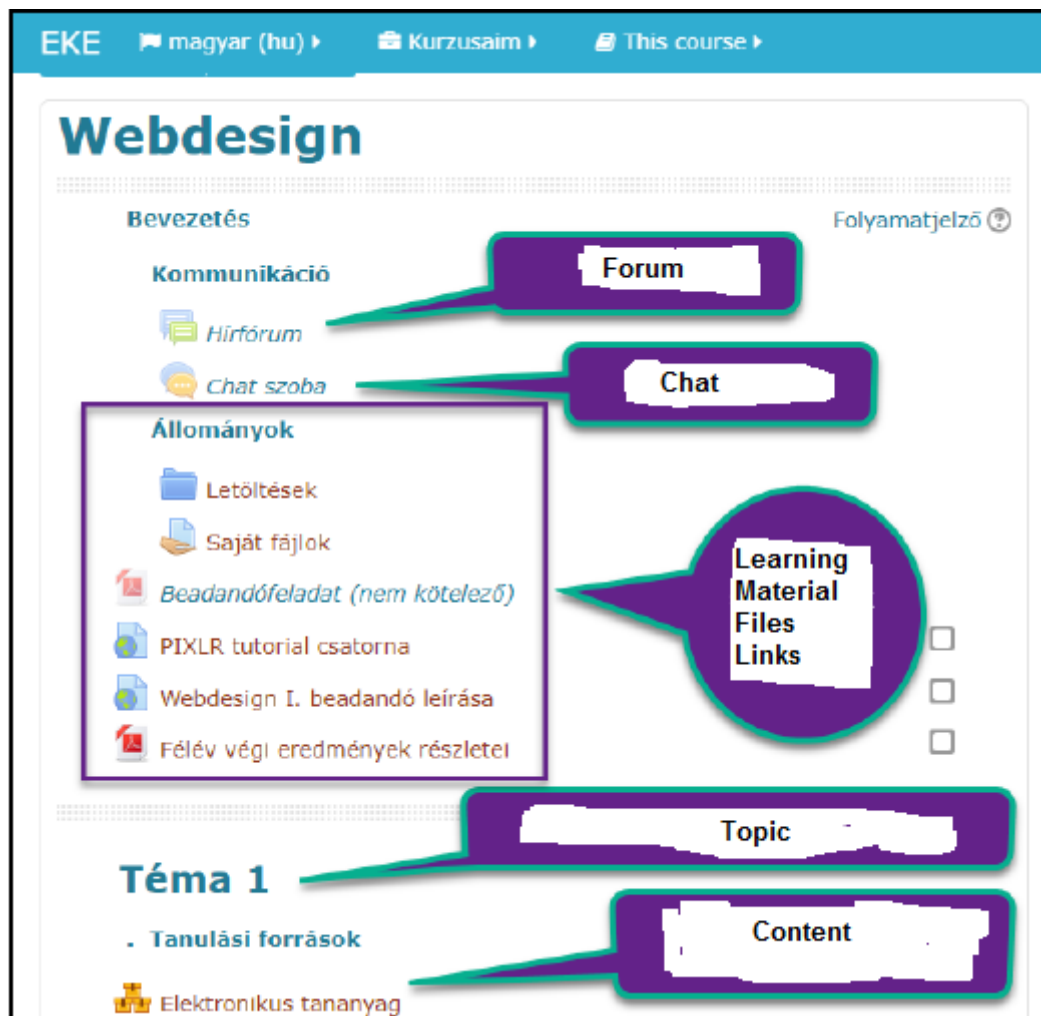 EKE magyar (hu) Kurzusaim This course
Webdesign
Bevezetés
Folyamatjelző
Kommunikáció
Forum
Hírfórum
Chat szoba
Chat
Állományok
Letöltések
Saját fájlok
Beadandófeladat (nem kötelező)
PIXLR tutorial csatorna
Webdesign I. beadandó leírása
Félév végi eredmények részletei
Learning
Material
Files
Links
Topic
Téma 1
Content
. Tanulási források
Elektronikus tananyag